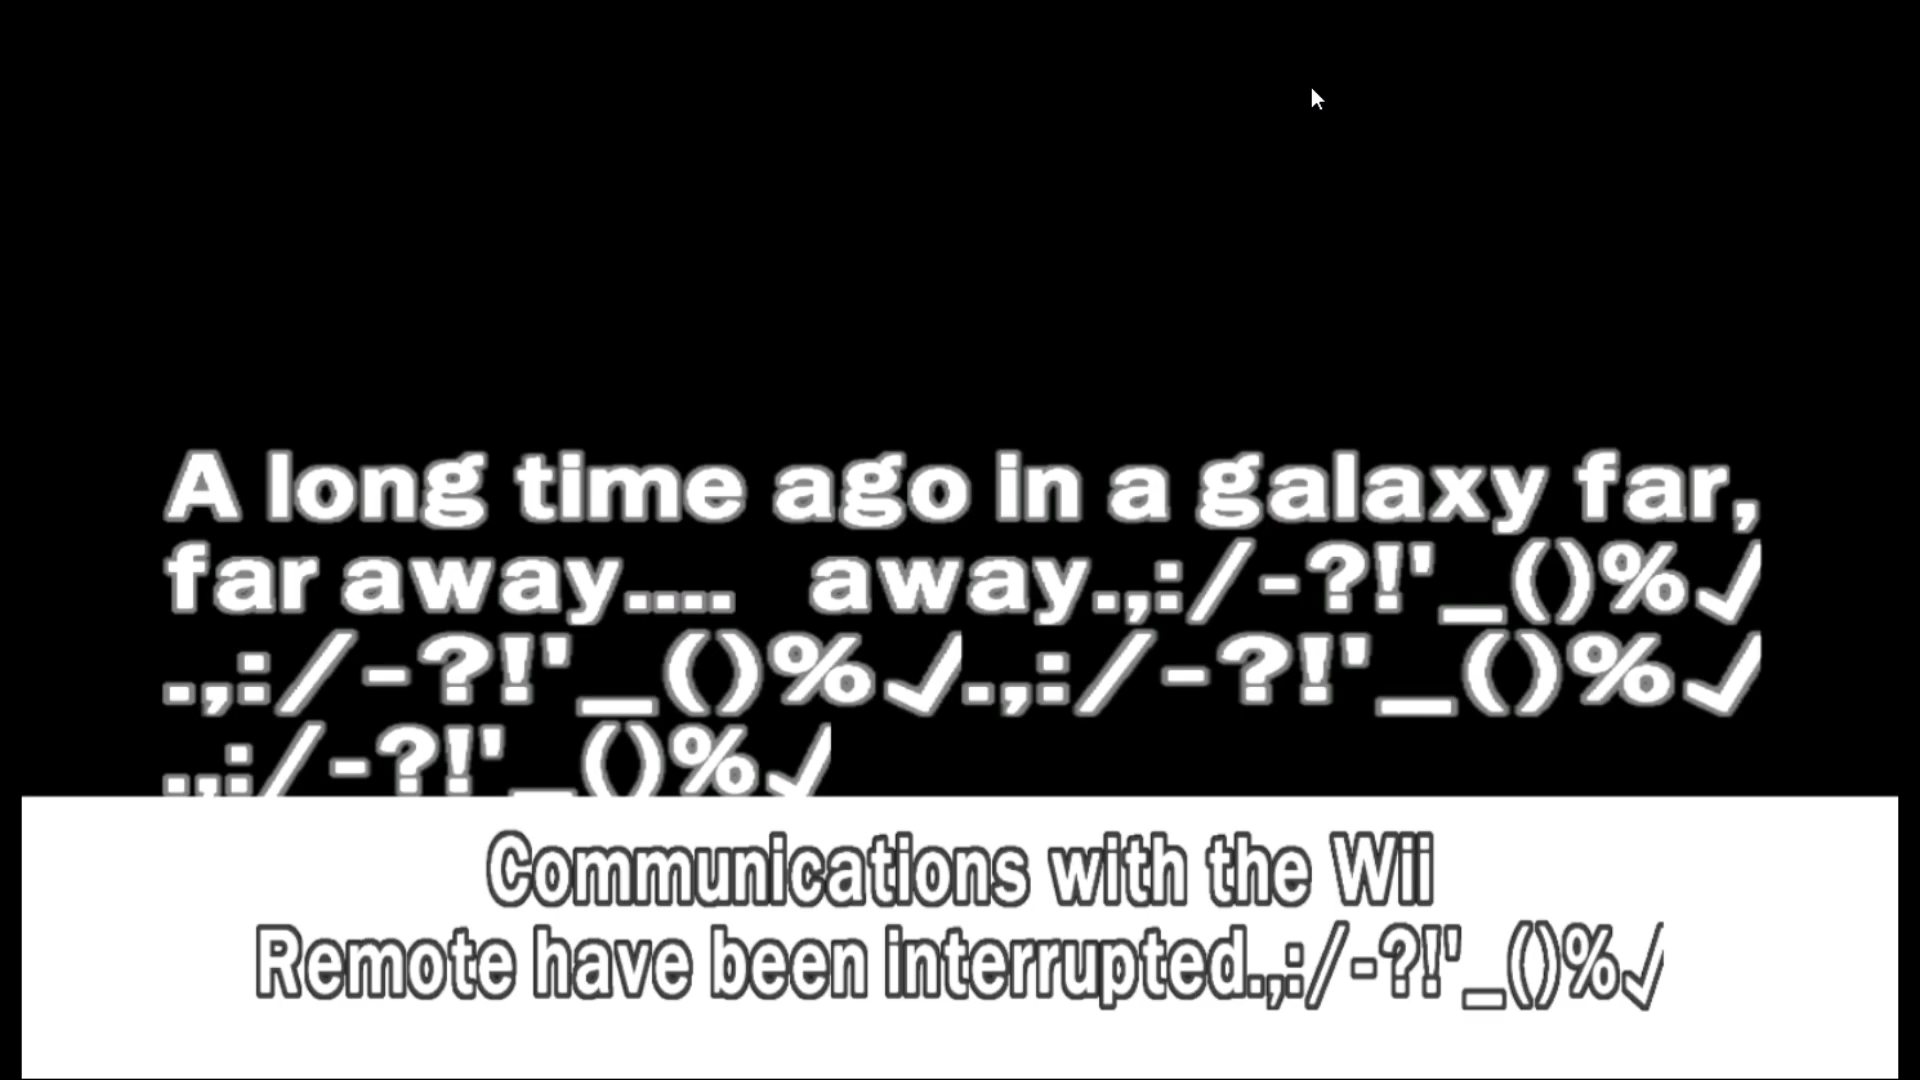 A long time ago in a galaxy far,
far away....   away.,:/-?!'_()%✓
.,:/-?!'_()%✓.,:/-?!'_()%✓
.,:/-?!'_()%✓
Communications with the Wii
Remote have been interrupted.,:/-?!'_()%✓